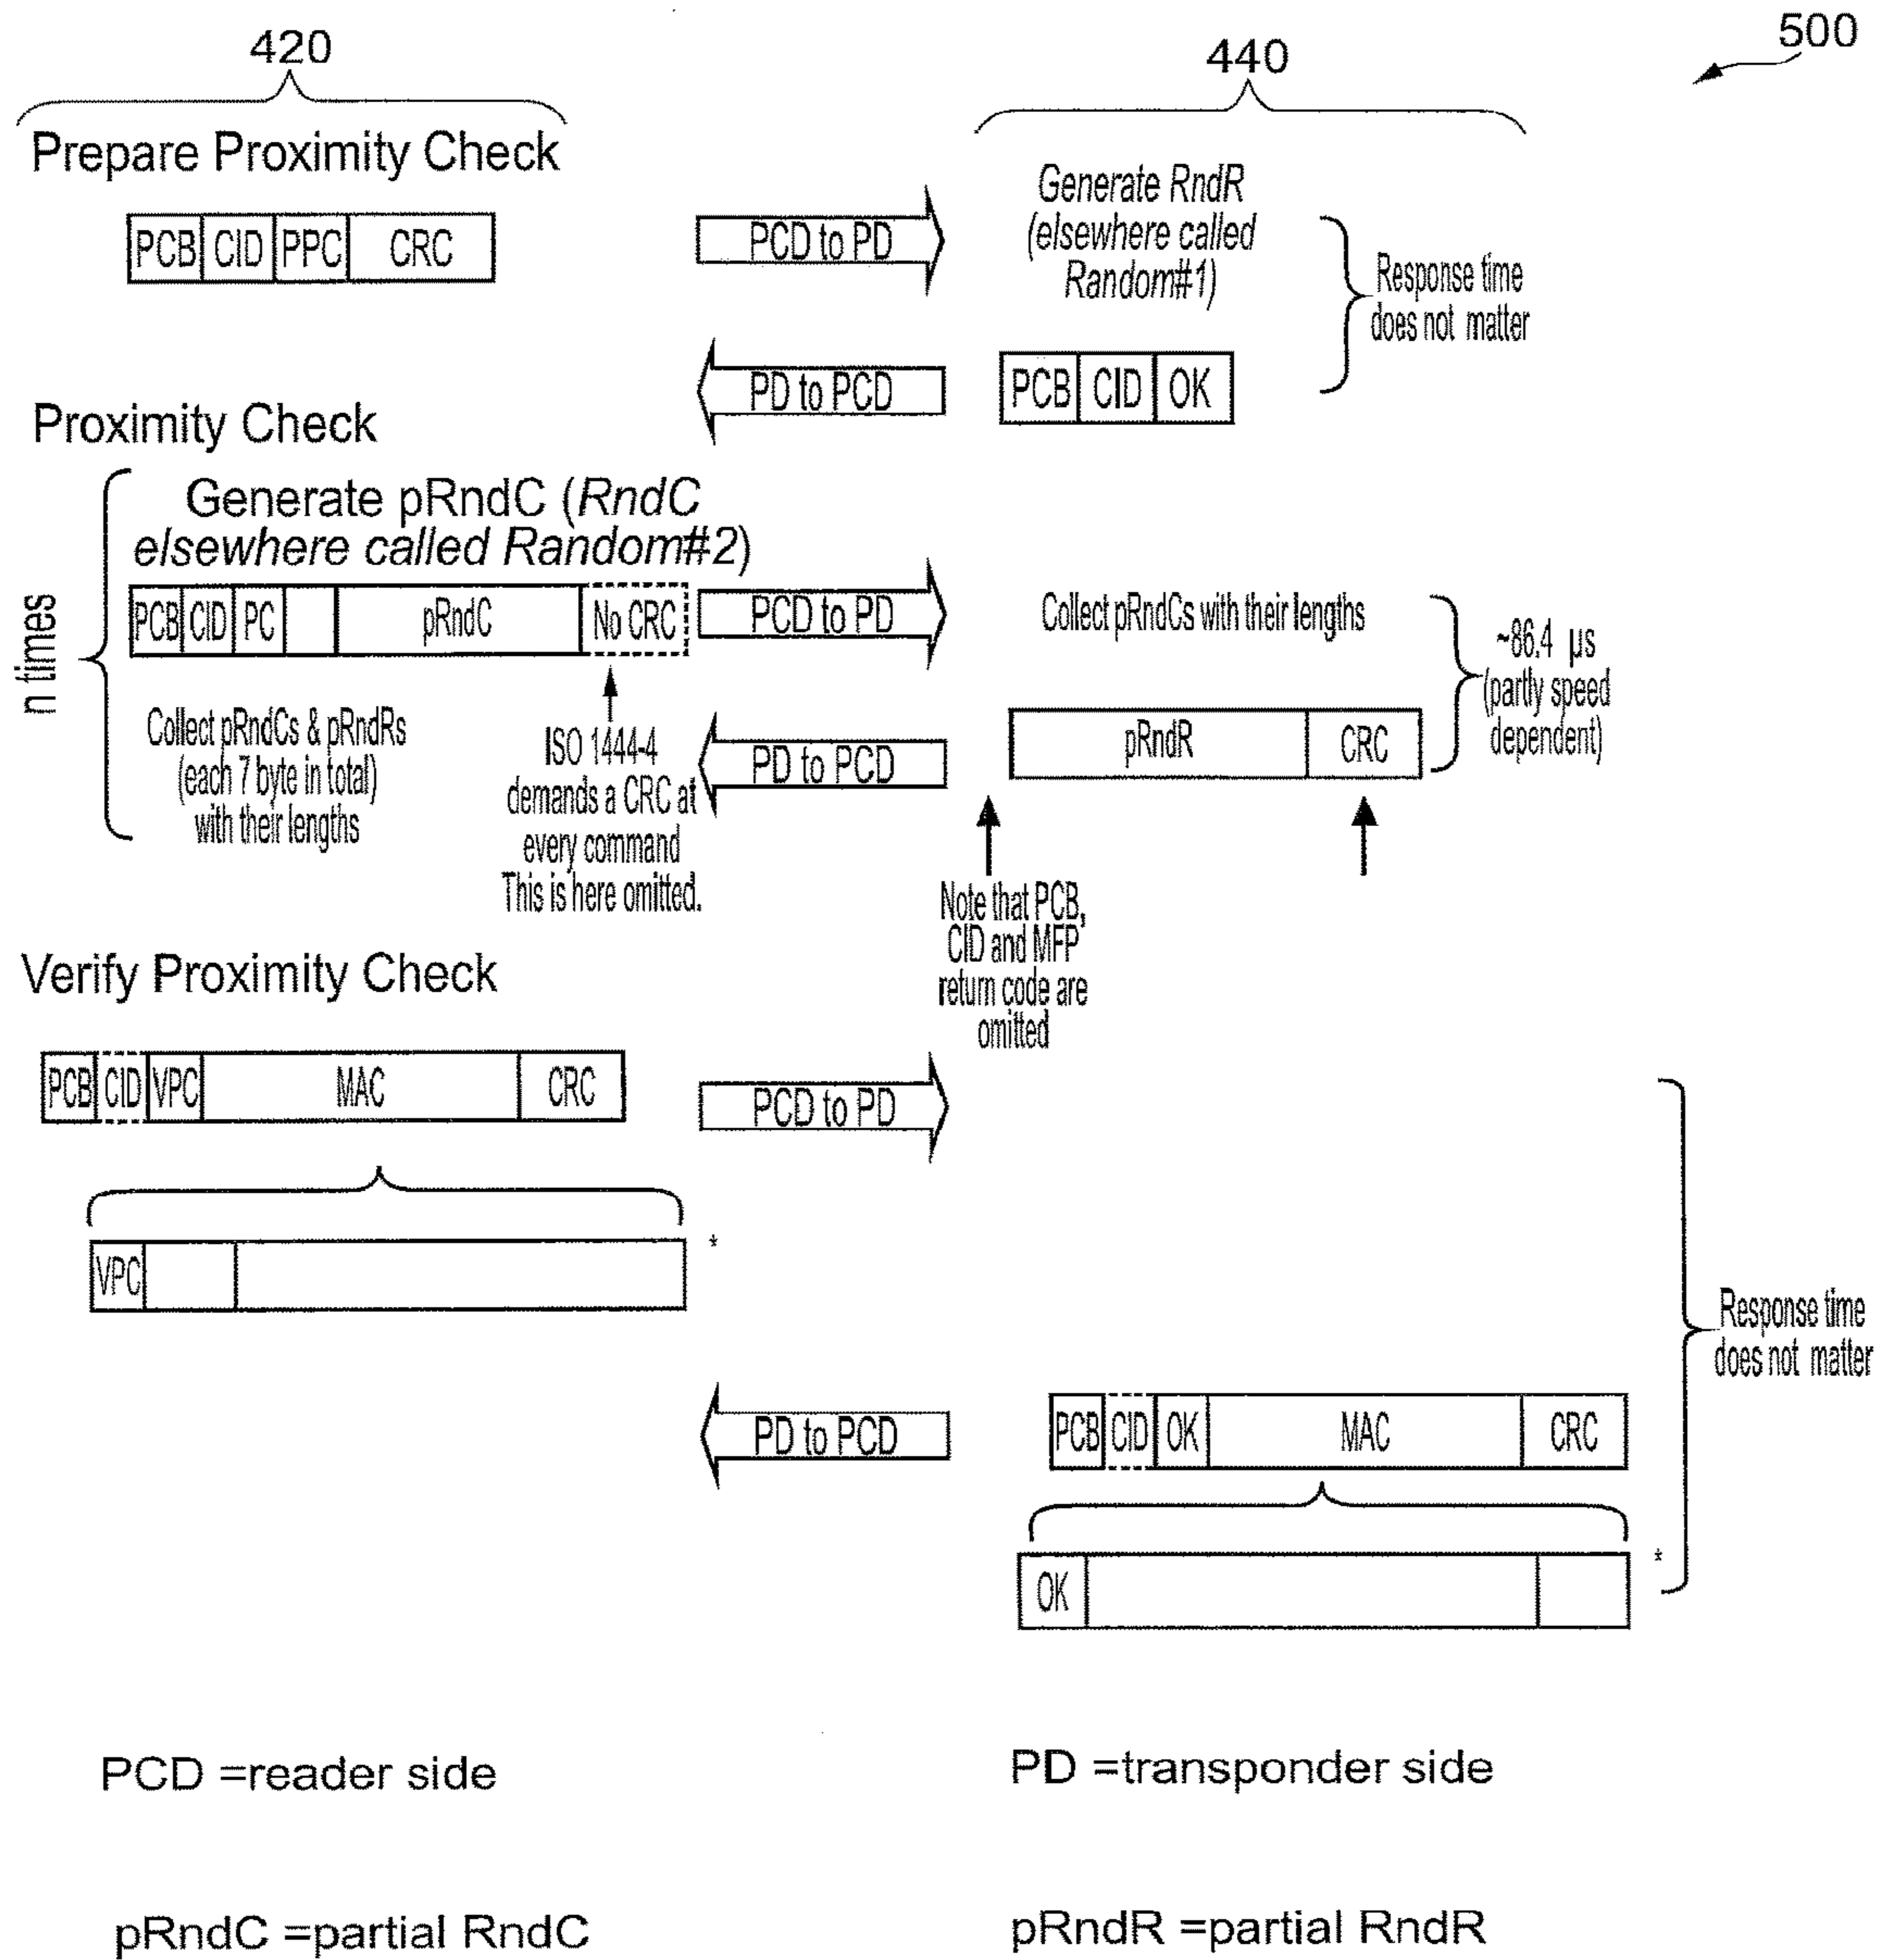 500
420
440
Prepare Proximity Check
PCB CID PPC CRC
PCD to PD
Generate RndR
(elsewhere called
Random#1)
Response time
does not matter
PD to PCD
PCB CID OK
Proximity Check
n times
Generate pRndC (RndC
elsewhere called Random#2)
PCB CID PC pRndC No CRC
PCD to PD
Collect pRndCs with their lengths
~86.4 µs
(partly speed
dependent)
Collect pRndCs & pRndRs
(each 7 byte in total)
with their lengths
ISO 1444-4
demands a CRC at
every command
This is here omitted.
PD to PCD
pRndR CRC
Note that PCB,
CID and MFP
return code are
omitted
Verify Proximity Check
PCB CID VPC MAC CRC
PCD to PD
VPC
*
Response time
does not matter
PD to PCD
PCB CID OK MAC CRC
OK
*
PCD =reader side
PD =transponder side
pRndC =partial RndC
pRndR =partial RndR